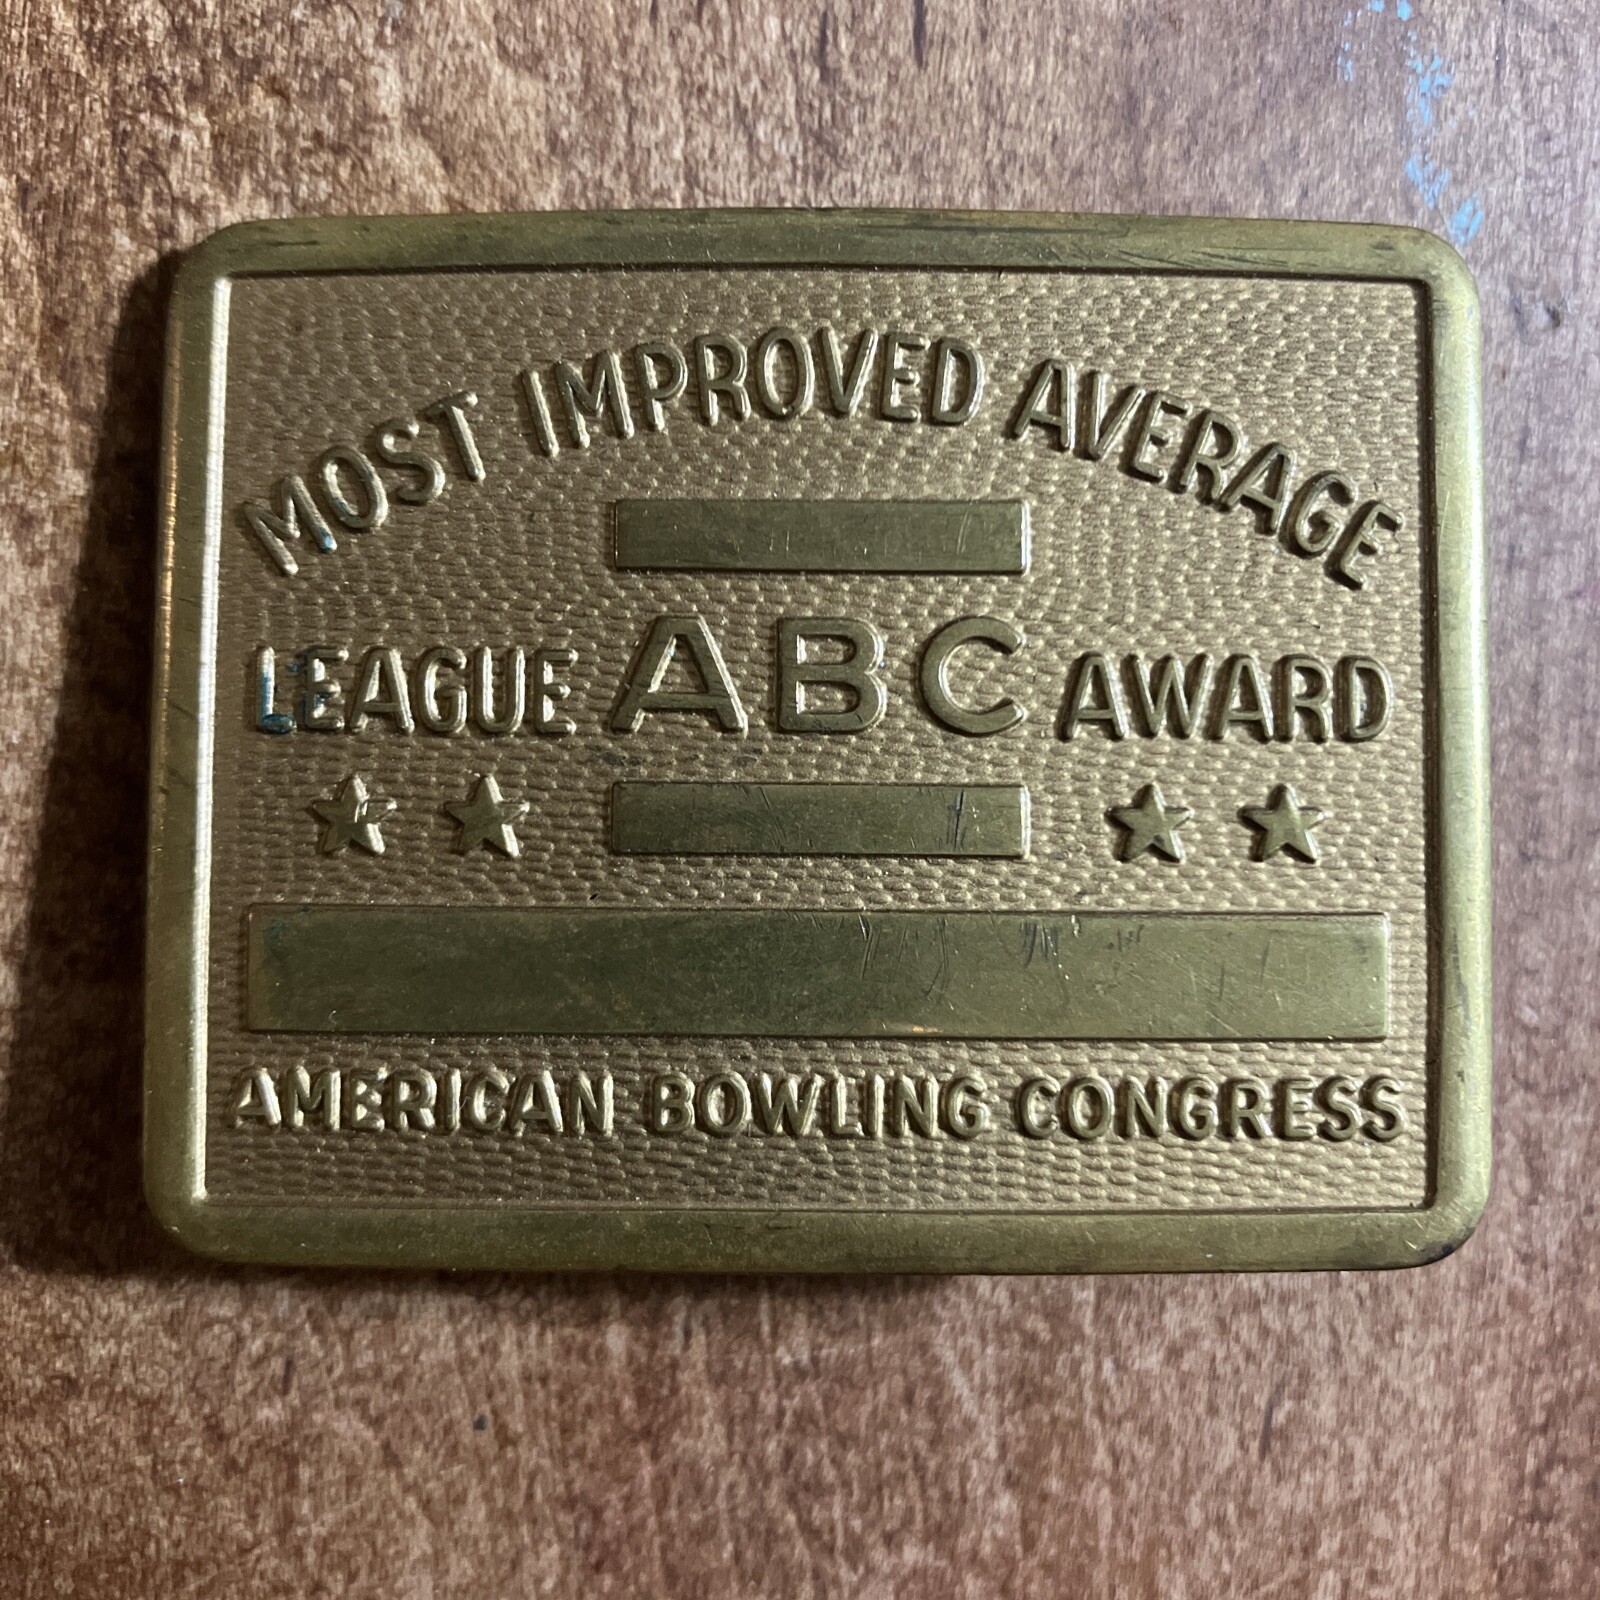 MOST IMPROVED AVERAGE
LEAGUE ABC AWARD
AMERICAN BOWLING CONGRESS